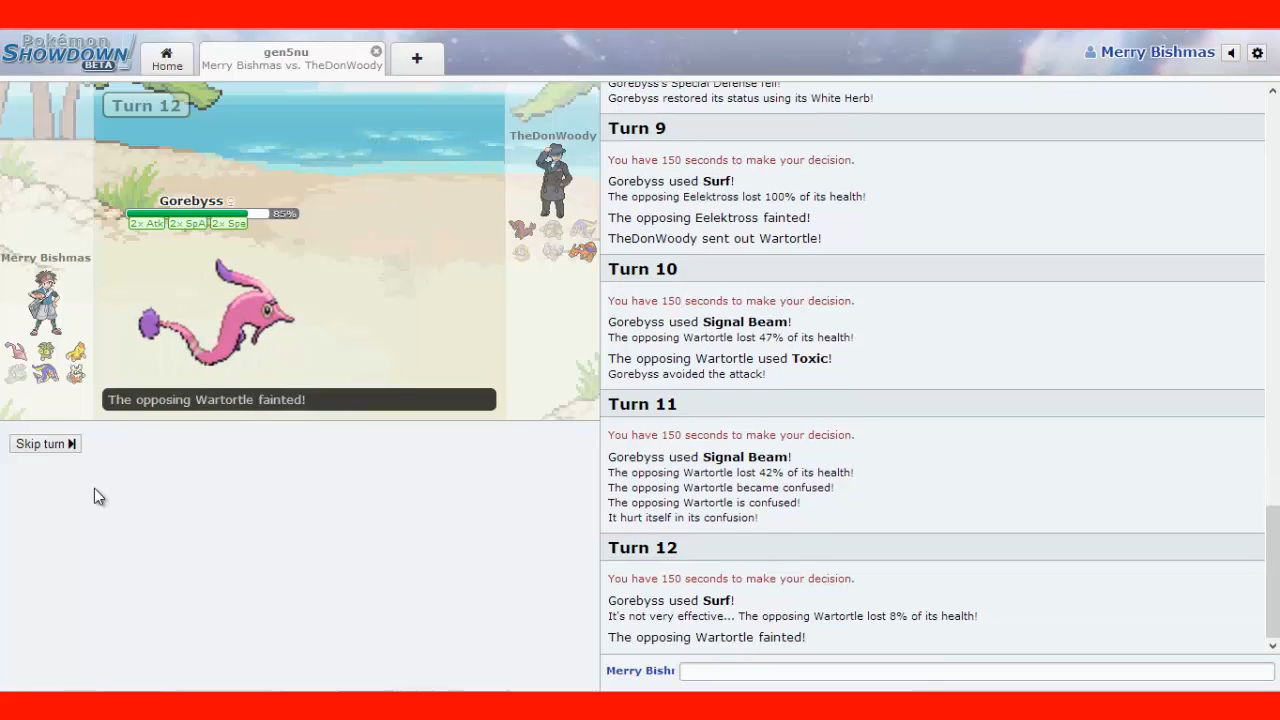 Pokémon
SHOWDOWN
BETA
Home
gen5nu
Merry Bishmas vs. TheDonWoody
+
Merry Bishmas
Turn 12
TheDonWoody
Gorebyss
85%
2× Atk 2× SpA 2× Spe
Merry Bishmas
The opposing Wartortle fainted!
Skip turn
Gorebyss's Special Defense fell!
Gorebyss restored its status using its White Herb!
Turn 9
You have 150 seconds to make your decision.
Gorebyss used Surf!
The opposing Eelektross lost 100% of its health!
The opposing Eelektross fainted!
TheDonWoody sent out Wartortle!
Turn 10
You have 150 seconds to make your decision.
Gorebyss used Signal Beam!
The opposing Wartortle lost 47% of its health!
The opposing Wartortle used Toxic!
Gorebyss avoided the attack!
Turn 11
You have 150 seconds to make your decision.
Gorebyss used Signal Beam!
The opposing Wartortle lost 42% of its health!
The opposing Wartortle became confused!
The opposing Wartortle is confused!
It hurt itself in its confusion!
Turn 12
You have 150 seconds to make your decision.
Gorebyss used Surf!
It's not very effective... The opposing Wartortle lost 8% of its health!
The opposing Wartortle fainted!
Merry Bishr